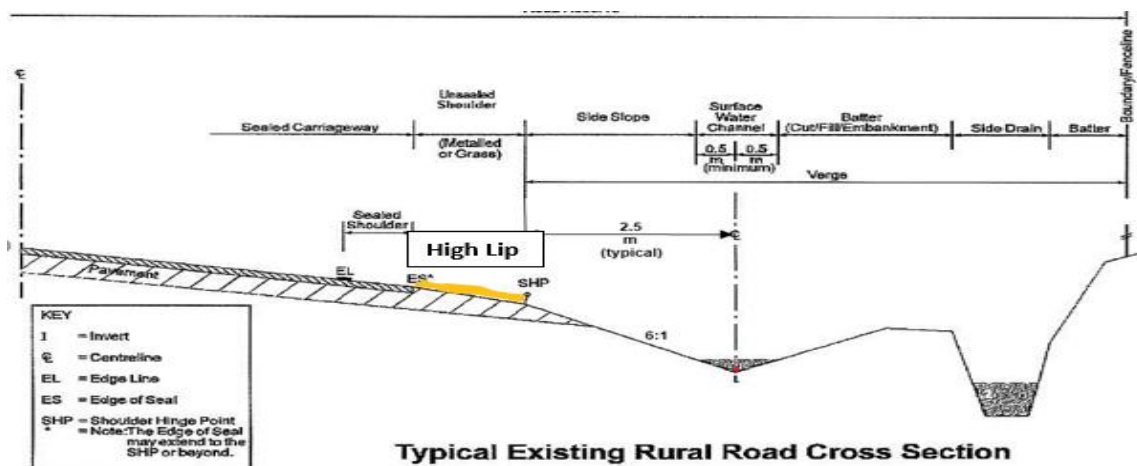 Boundary/Fenceline
Unsealed
Shoulder
(Metalled
or Grass)
Sealed Carriageway
Side Slope
Surface
Water
Channel
0.5
m
0.5
m
(minimum)
Batter
(Cut/Fill/Embankment)
Side Drain
Batter
Verge
Sealed
Shoulder
2.5
m
(typical)
High Lip
Pavement
EL
ES*
SHP
6:1
KEY
I = Invert
℄ = Centreline
EL = Edge Line
ES = Edge of Seal
SHP = Shoulder Hinge Point
* = Note:The Edge of Seal
may extend to the
SHP or beyond.
Typical Existing Rural Road Cross Section